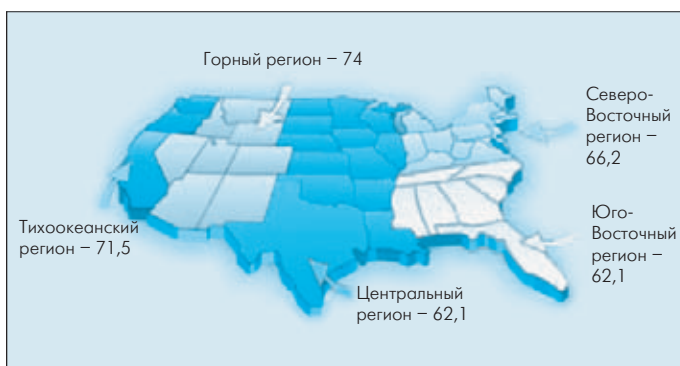 Горный регион – 74
Северо-
Восточный
регион –
66,2
Тихоокеанский
регион – 71,5
Юго-
Восточный
регион –
62,1
Центральный
регион – 62,1